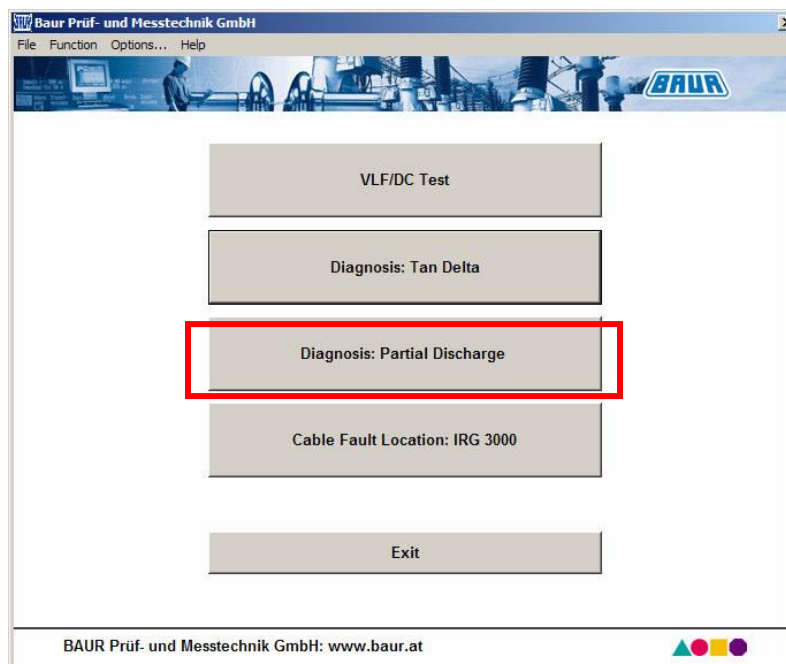 Baur Prüf- und Messtechnik GmbH
File Function Options... Help
BAUR
VLF/DC Test
Diagnosis: Tan Delta
Diagnosis: Partial Discharge
Cable Fault Location: IRG 3000
Exit
BAUR Prüf- und Messtechnik GmbH: www.baur.at